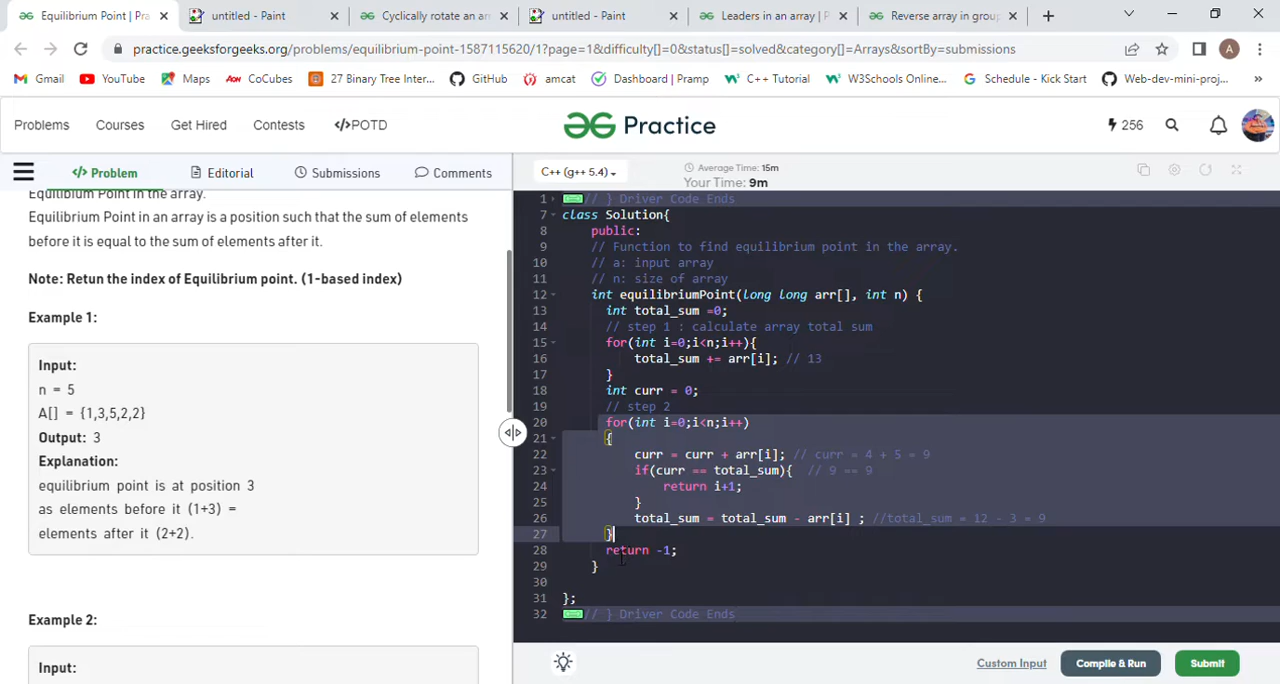 Equilibrium Point | Pra
untitled - Paint
Cyclically rotate an arr
untitled - Paint
Leaders in an array | P
Reverse array in group
practice.geeksforgeeks.org/problems/equilibrium-point-1587115620/1?page=1&difficulty[]=0&status[]=solved&category[]=Arrays&sortBy=submissions
A
Gmail
YouTube
Maps
CoCubes
27 Binary Tree Inter...
GitHub
amcat
Dashboard | Pramp
C++ Tutorial
W3Schools Online...
Schedule - Kick Start
Web-dev-mini-proj...
»
Problems
Courses
Get Hired
Contests
</>POTD
Practice
256
</> Problem
Editorial
Submissions
Comments
C++ (g++ 5.4)
Average Time: 15m
Your Time: 9m
Equilibium Point in the array.
Equilibrium Point in an array is a position such that the sum of elements
before it is equal to the sum of elements after it.
Note: Retun the index of Equilibrium point. (1-based index)
Example 1:
Input:
n = 5
A[] = {1,3,5,2,2}
Output: 3
Explanation:
equilibrium point is at position 3
as elements before it (1+3) =
elements after it (2+2).
Example 2:
Input:
1 // } Driver Code Ends
7 class Solution{
8 public:
9 // Function to find equilibrium point in the array.
10 // a: input array
11 // n: size of array
12 int equilibriumPoint(long long arr[], int n) {
13 int total_sum =0;
14 // step 1 : calculate array total sum
15 for(int i=0;i<n;i++){
16 total_sum += arr[i]; // 13
17 }
18 int curr = 0;
19 // step 2
20 for(int i=0;i<n;i++)
21 {
22 curr = curr + arr[i]; // curr = 4 + 5 = 9
23 if(curr == total_sum){ // 9 == 9
24 return i+1;
25 }
26 total_sum = total_sum - arr[i] ; //total_sum = 12 - 3 = 9
27 }
28 return -1;
29 }
30
31 };
32 // } Driver Code Ends
Custom Input
Compile & Run
Submit